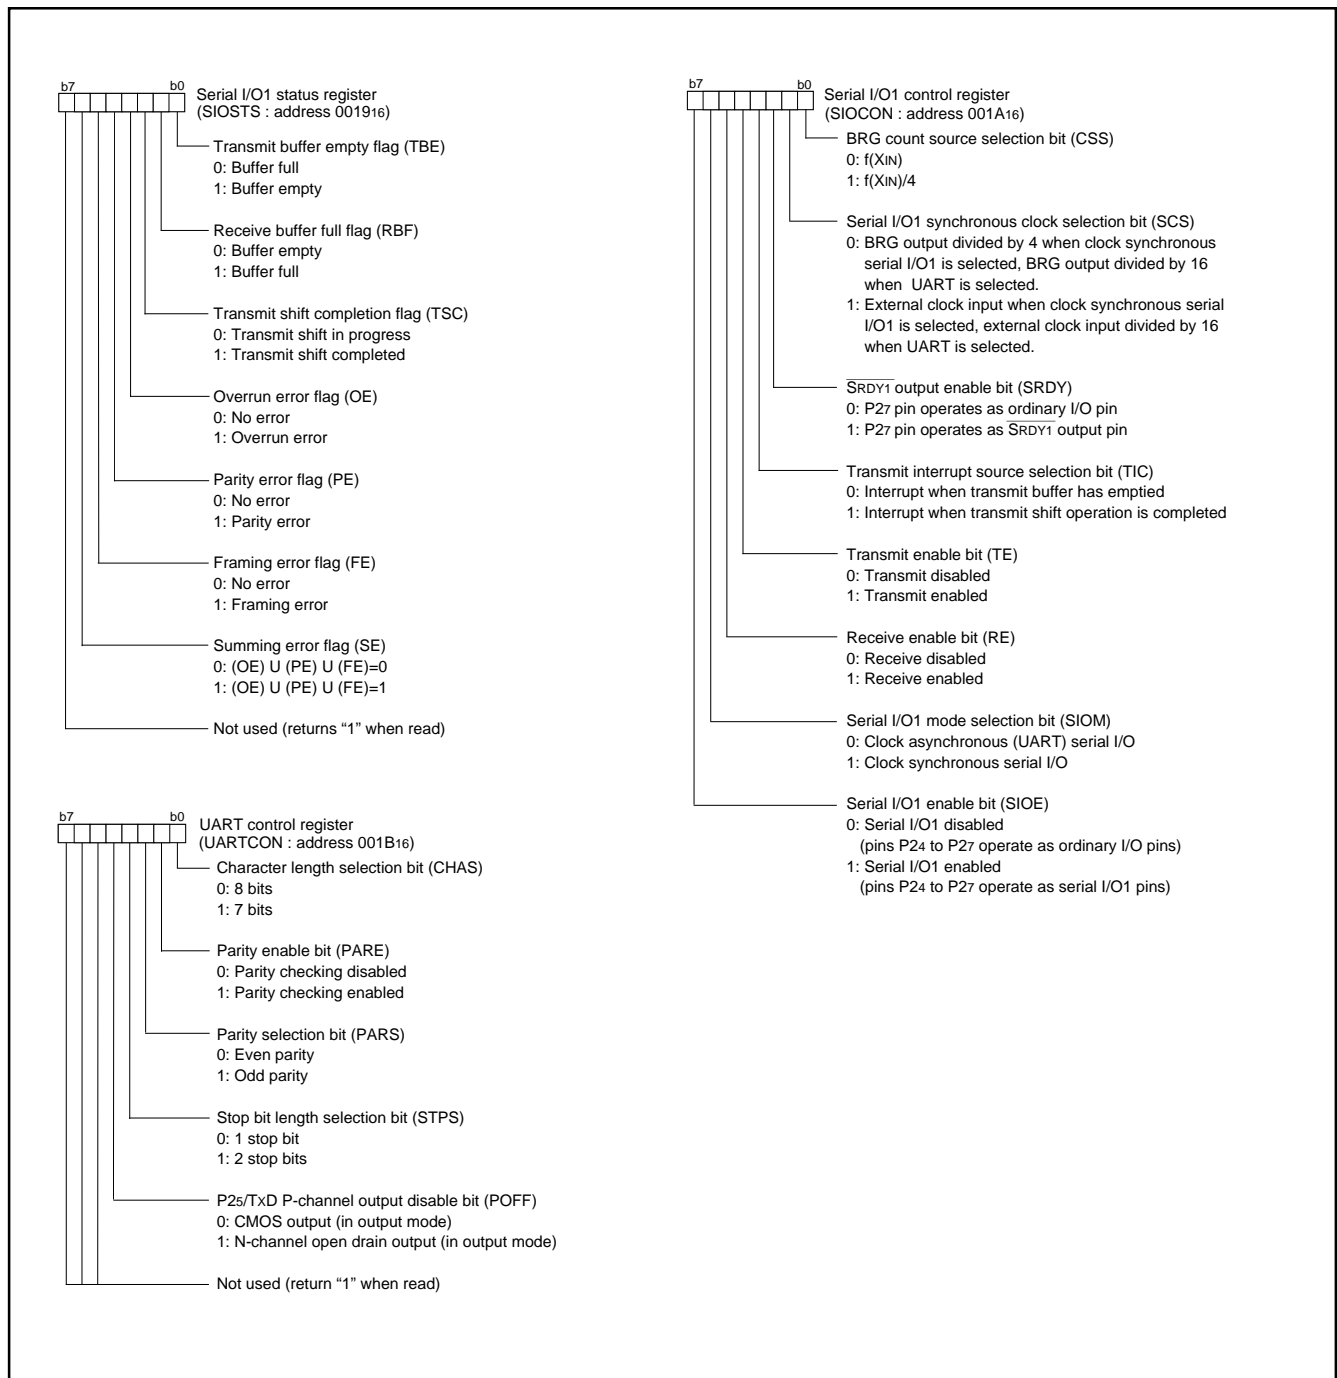 b7 b0
Serial I/O1 status register
(SIOSTS : address 001916)
Transmit buffer empty flag (TBE)
0: Buffer full
1: Buffer empty
Receive buffer full flag (RBF)
0: Buffer empty
1: Buffer full
Transmit shift completion flag (TSC)
0: Transmit shift in progress
1: Transmit shift completed
Overrun error flag (OE)
0: No error
1: Overrun error
Parity error flag (PE)
0: No error
1: Parity error
Framing error flag (FE)
0: No error
1: Framing error
Summing error flag (SE)
0: (OE) U (PE) U (FE)=0
1: (OE) U (PE) U (FE)=1
Not used (returns “1” when read)
b7 b0
UART control register
(UARTCON : address 001B16)
Character length selection bit (CHAS)
0: 8 bits
1: 7 bits
Parity enable bit (PARE)
0: Parity checking disabled
1: Parity checking enabled
Parity selection bit (PARS)
0: Even parity
1: Odd parity
Stop bit length selection bit (STPS)
0: 1 stop bit
1: 2 stop bits
P25/TXD P-channel output disable bit (POFF)
0: CMOS output (in output mode)
1: N-channel open drain output (in output mode)
Not used (return “1” when read)
b7 b0
Serial I/O1 control register
(SIOCON : address 001A16)
BRG count source selection bit (CSS)
0: f(XIN)
1: f(XIN)/4
Serial I/O1 synchronous clock selection bit (SCS)
0: BRG output divided by 4 when clock synchronous
serial I/O1 is selected, BRG output divided by 16
when UART is selected.
1: External clock input when clock synchronous serial
I/O1 is selected, external clock input divided by 16
when UART is selected.
SRDY1 output enable bit (SRDY)
0: P27 pin operates as ordinary I/O pin
1: P27 pin operates as SRDY1 output pin
Transmit interrupt source selection bit (TIC)
0: Interrupt when transmit buffer has emptied
1: Interrupt when transmit shift operation is completed
Transmit enable bit (TE)
0: Transmit disabled
1: Transmit enabled
Receive enable bit (RE)
0: Receive disabled
1: Receive enabled
Serial I/O1 mode selection bit (SIOM)
0: Clock asynchronous (UART) serial I/O
1: Clock synchronous serial I/O
Serial I/O1 enable bit (SIOE)
0: Serial I/O1 disabled
(pins P24 to P27 operate as ordinary I/O pins)
1: Serial I/O1 enabled
(pins P24 to P27 operate as serial I/O1 pins)